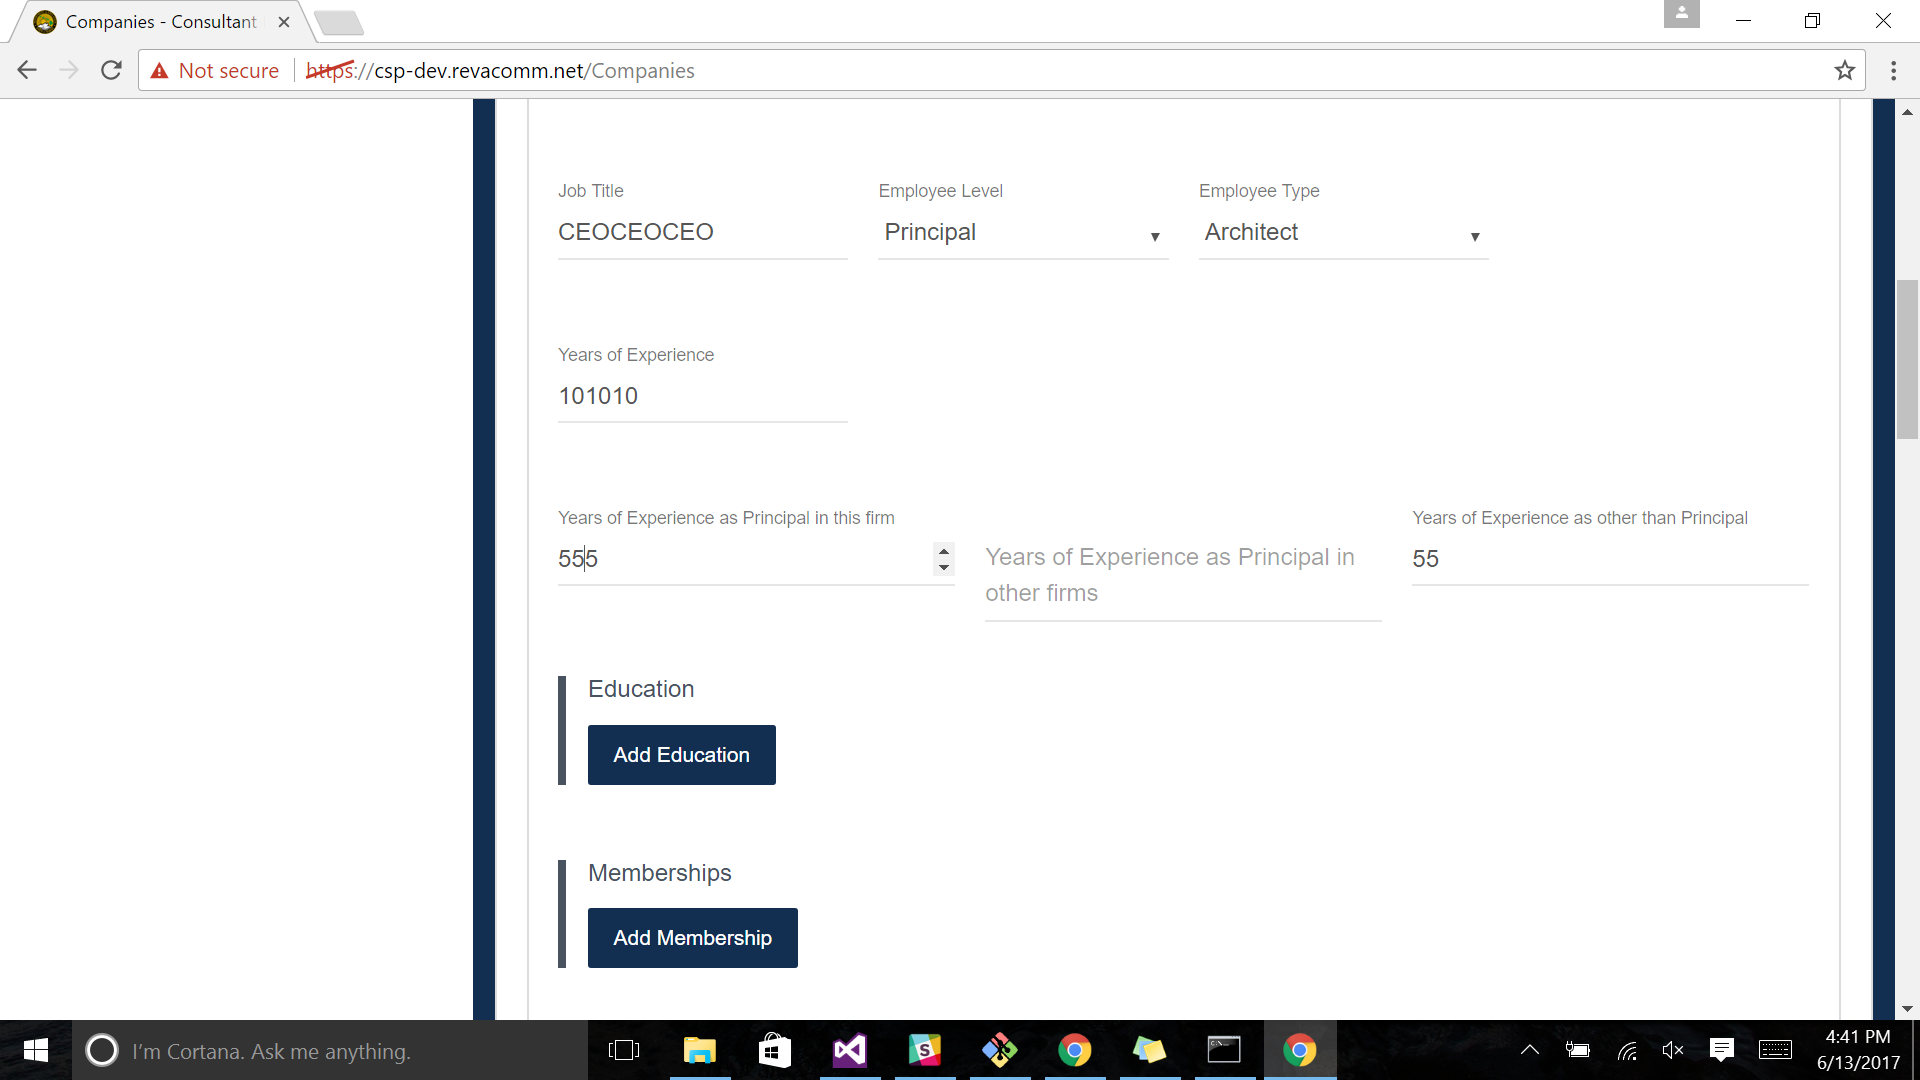 Companies - Consultant
Not secure
https://csp-dev.revacomm.net/Companies
Job Title
Employee Level
Employee Type
CEOCEOCEO
Principal
Architect
Years of Experience
101010
Years of Experience as Principal in this firm
Years of Experience as other than Principal
555
Years of Experience as Principal in
other firms
55
Education
Add Education
Memberships
Add Membership
I'm Cortana. Ask me anything.
4:41 PM
6/13/2017